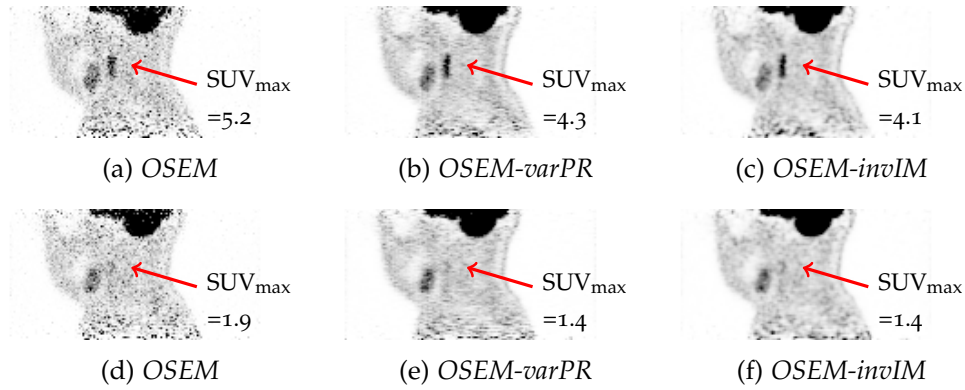 SUVmax
=5.2
SUVmax
=4.3
SUVmax
=4.1
(a) OSEM
(b) OSEM-varPR
(c) OSEM-invIM
SUVmax
=1.9
SUVmax
=1.4
SUVmax
=1.4
(d) OSEM
(e) OSEM-varPR
(f) OSEM-invIM